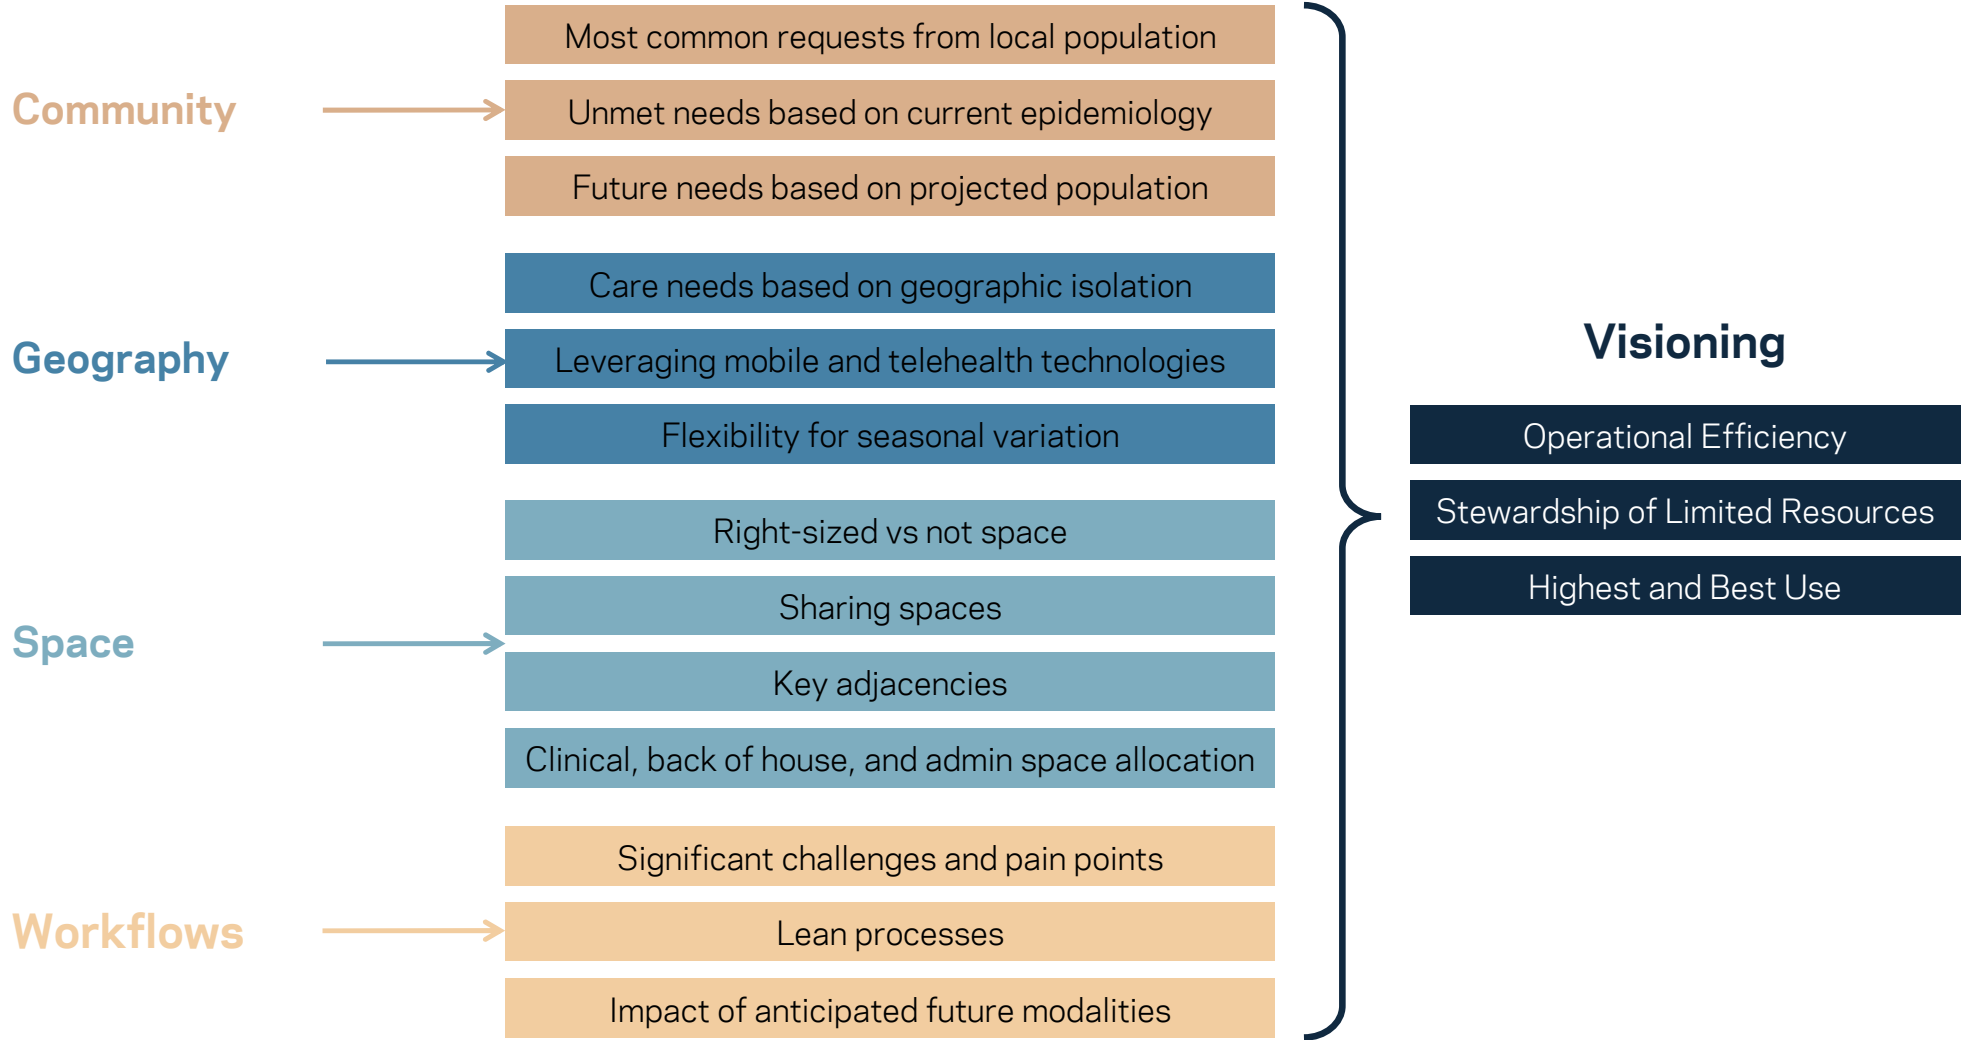 Community
Most common requests from local population
Unmet needs based on current epidemiology
Future needs based on projected population
Geography
Care needs based on geographic isolation
Leveraging mobile and telehealth technologies
Flexibility for seasonal variation
Space
Right-sized vs not space
Sharing spaces
Key adjacencies
Clinical, back of house, and admin space allocation
Workflows
Significant challenges and pain points
Lean processes
Impact of anticipated future modalities
Visioning
Operational Efficiency
Stewardship of Limited Resources
Highest and Best Use